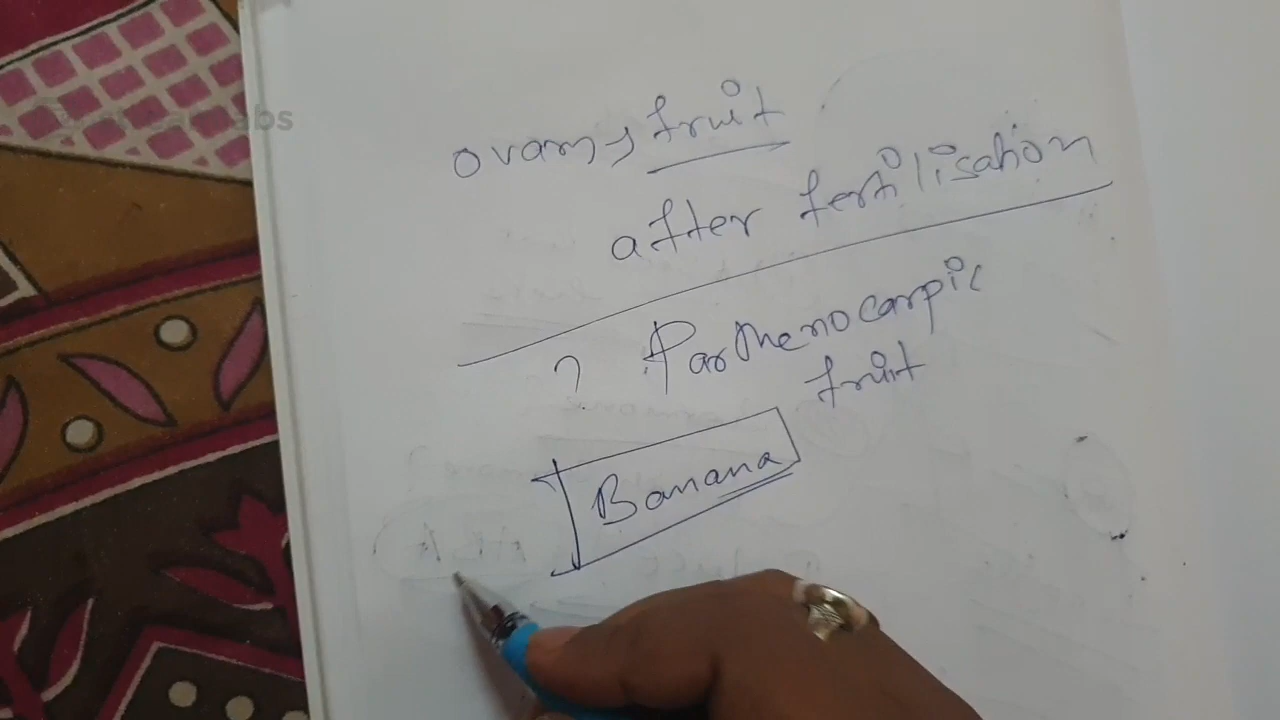 ovary → fruit
after fertilisation
? Parthenocarpic
fruit
Banana